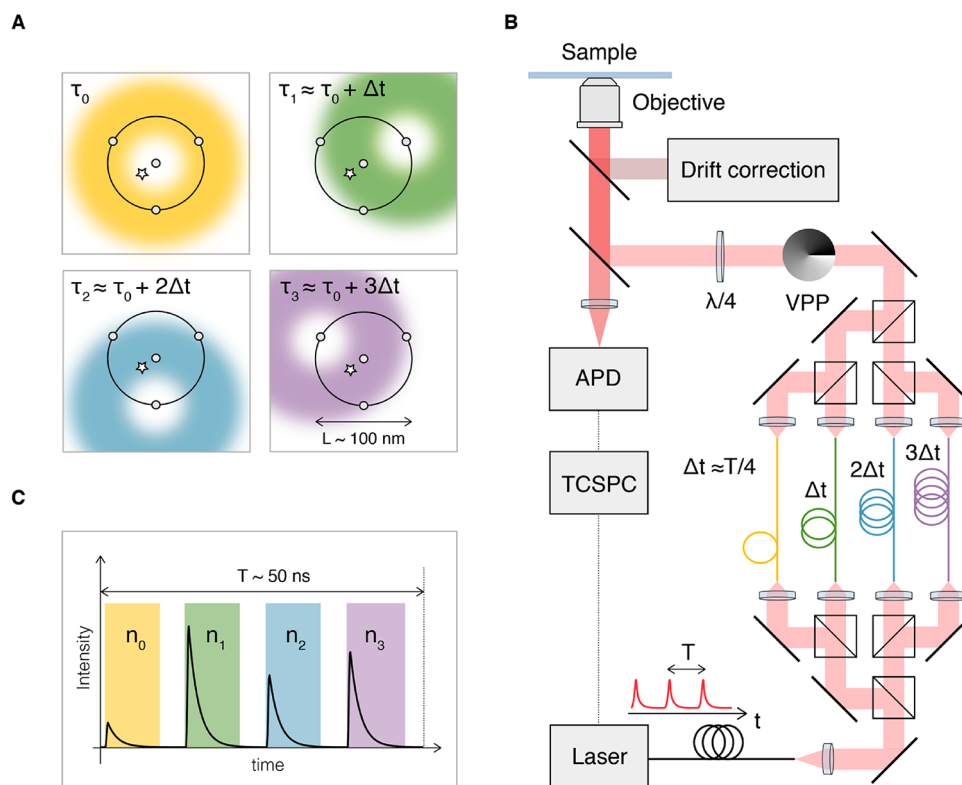 A
τ₀
τ₁ ≈ τ₀ + Δt
τ₂ ≈ τ₀ + 2Δt
τ₃ ≈ τ₀ + 3Δt
L ~ 100 nm
B
Sample
Objective
Drift correction
λ/4
VPP
APD
TCSPC
Δt ≈T/4
Δt
2Δt
3Δt
T
t
Laser
C
T ~ 50 ns
n₀
n₁
n₂
n₃
Intensity
time